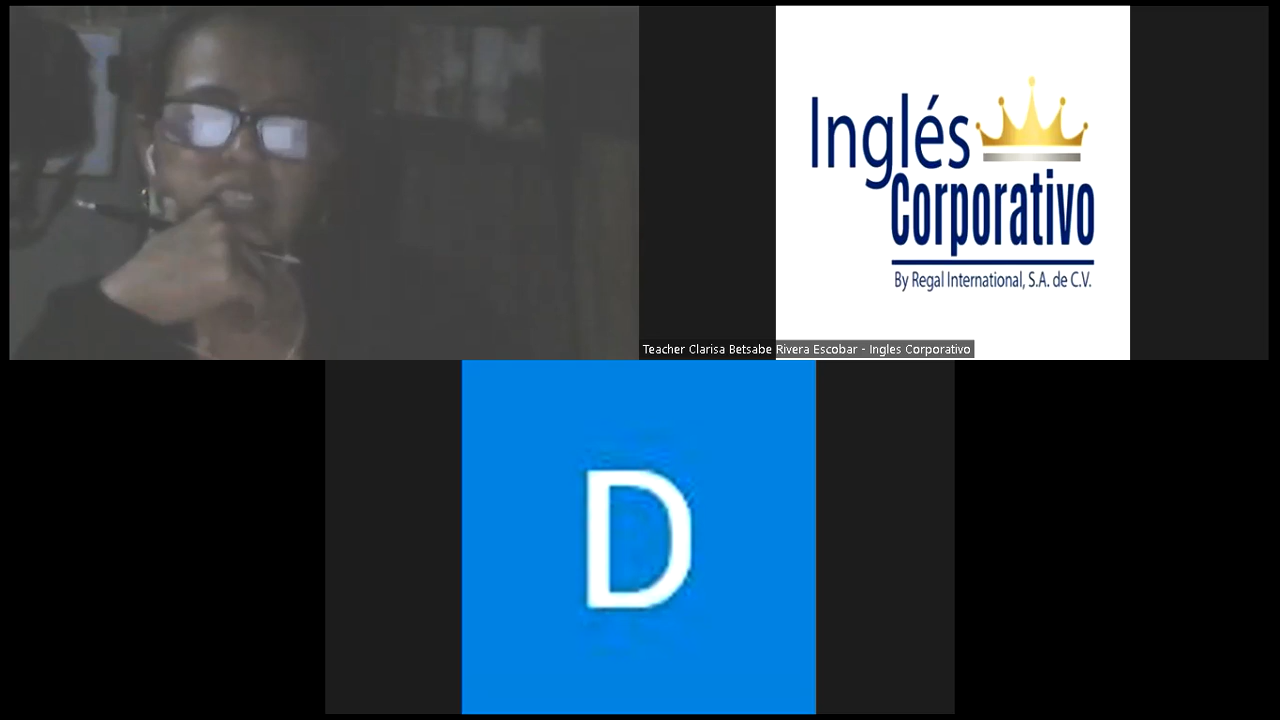 Inglés
Corporativo
By Regal International, S.A. de C.V.
Teacher Clarisa Betsabe Rivera Escobar - Ingles Corporativo
D